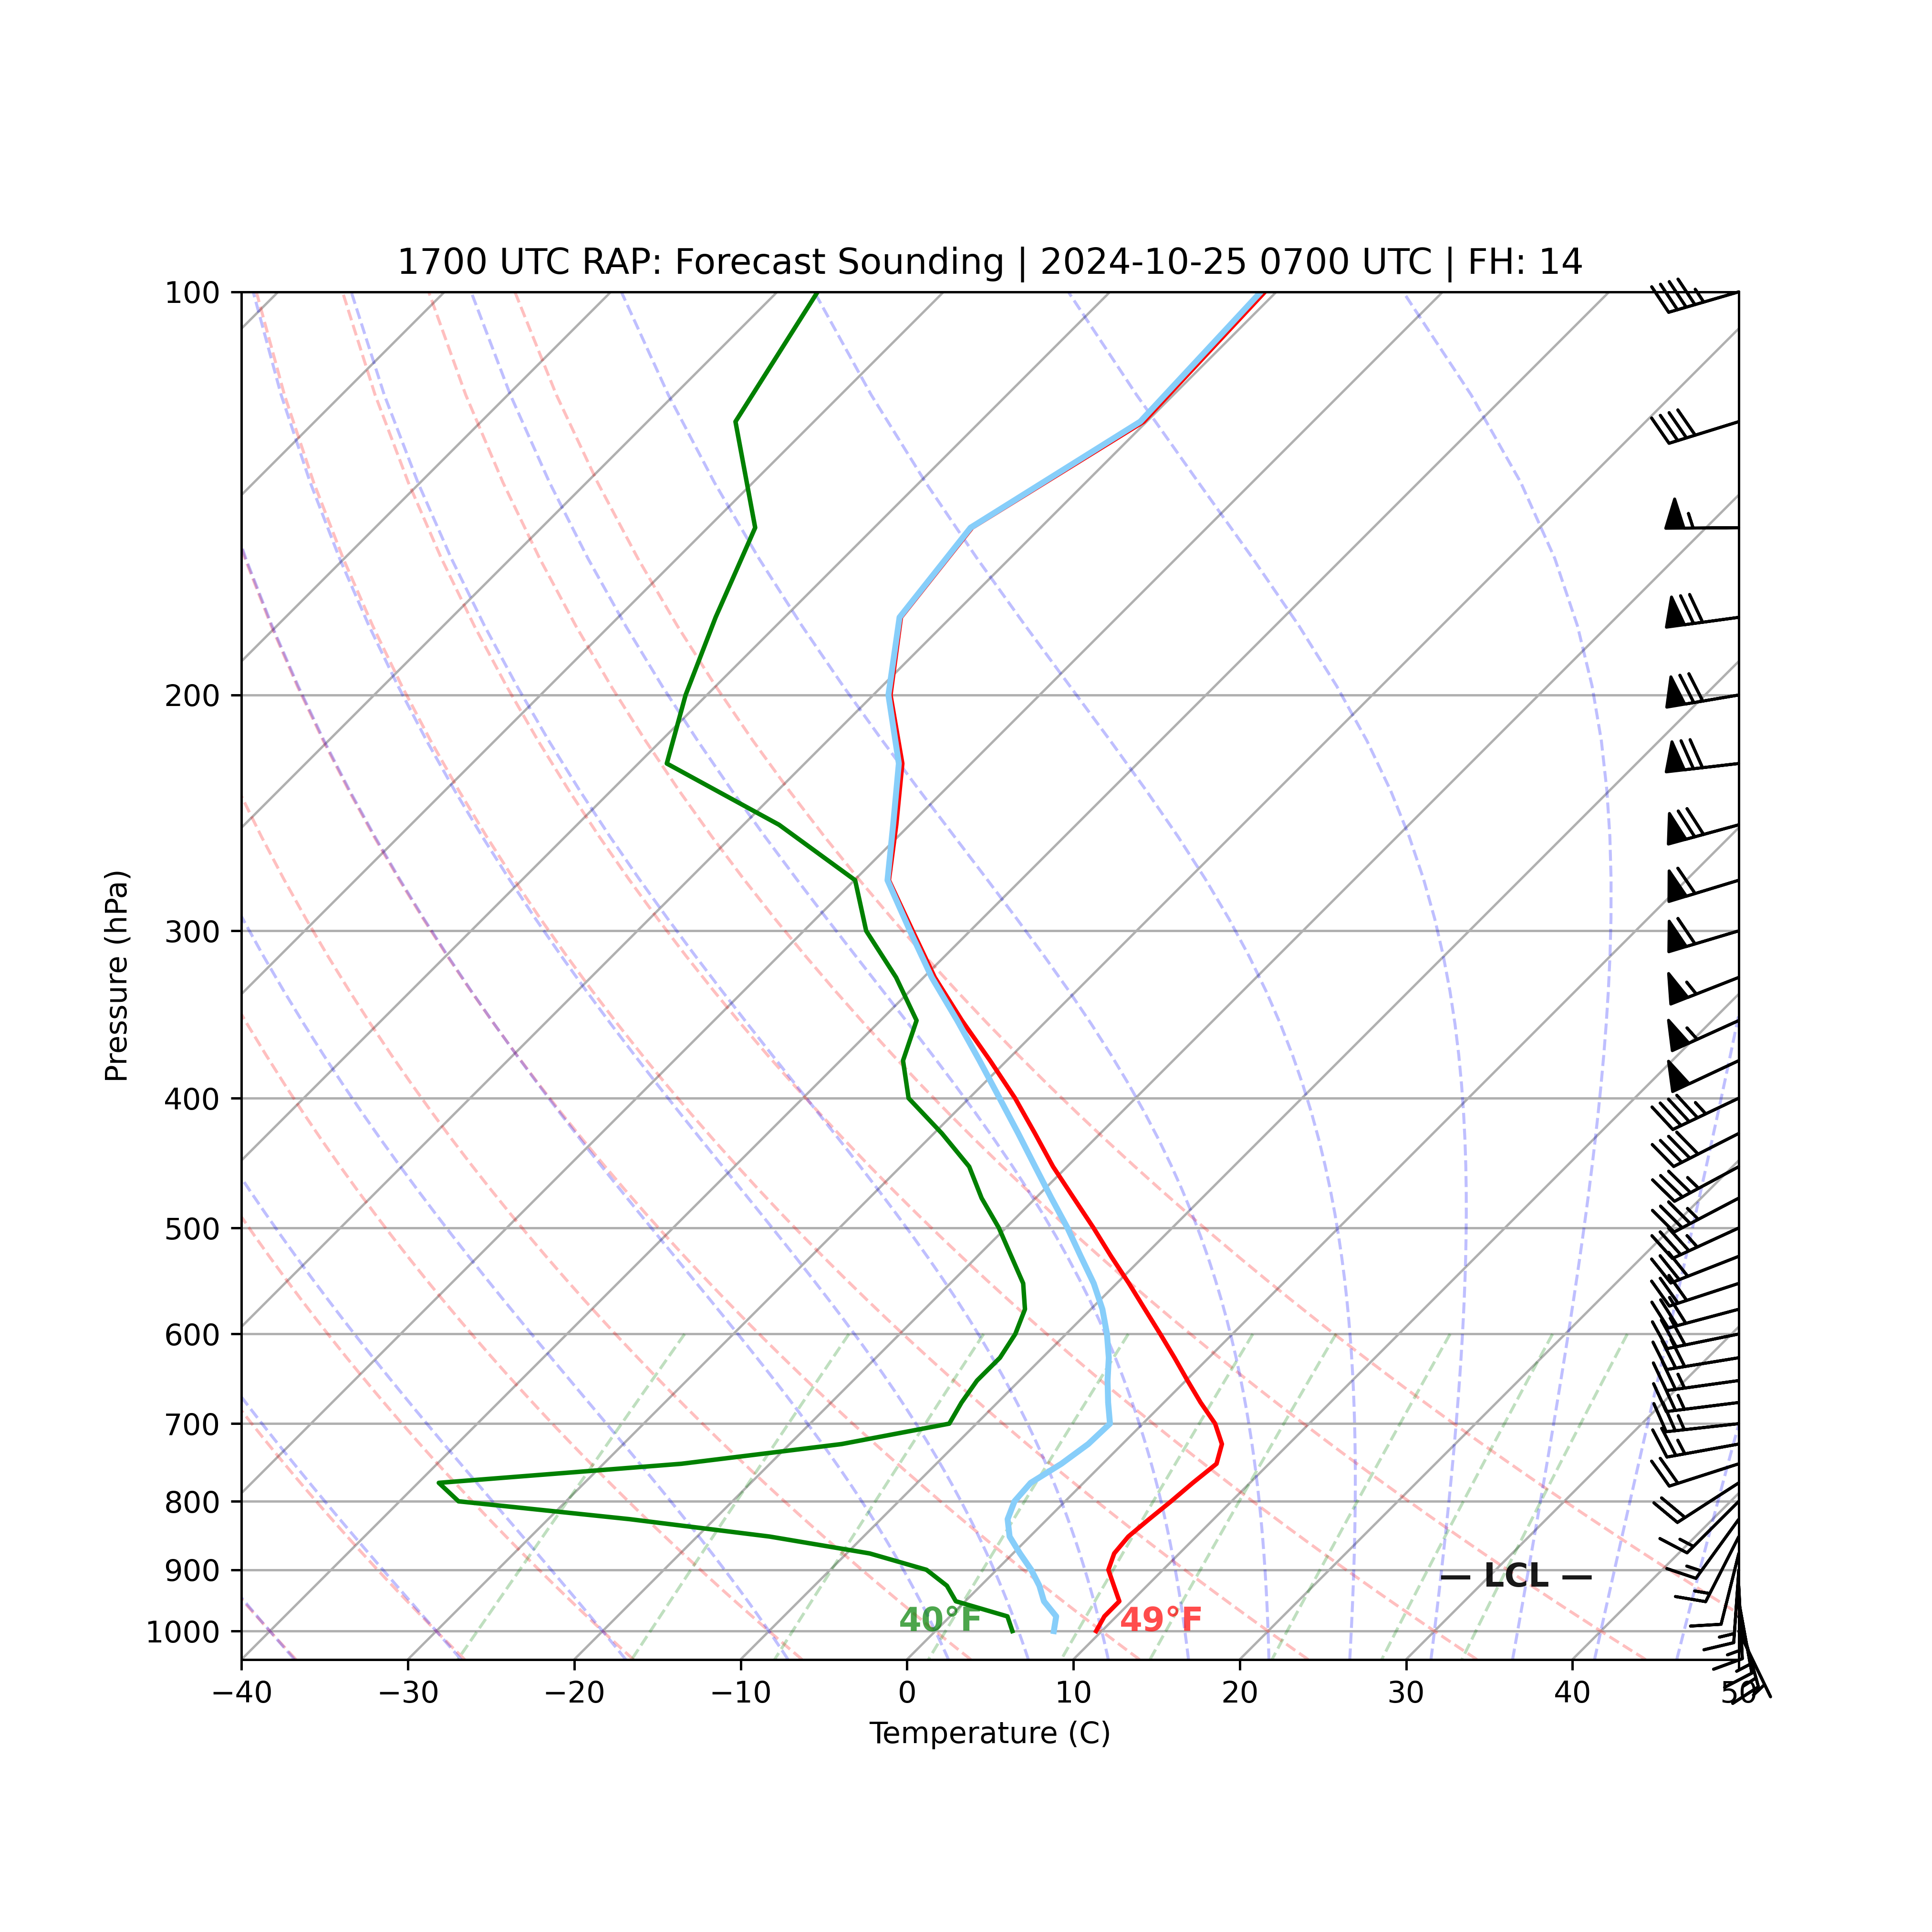 1700 UTC RAP: Forecast Sounding | 2024-10-25 0700 UTC | FH: 14
100
200
300
400
500
600
700
800
900
1000
Pressure (hPa)
— LCL —
40°F 49°F
−40 −30 −20 −10 0 10 20 30 40 50
Temperature (C)